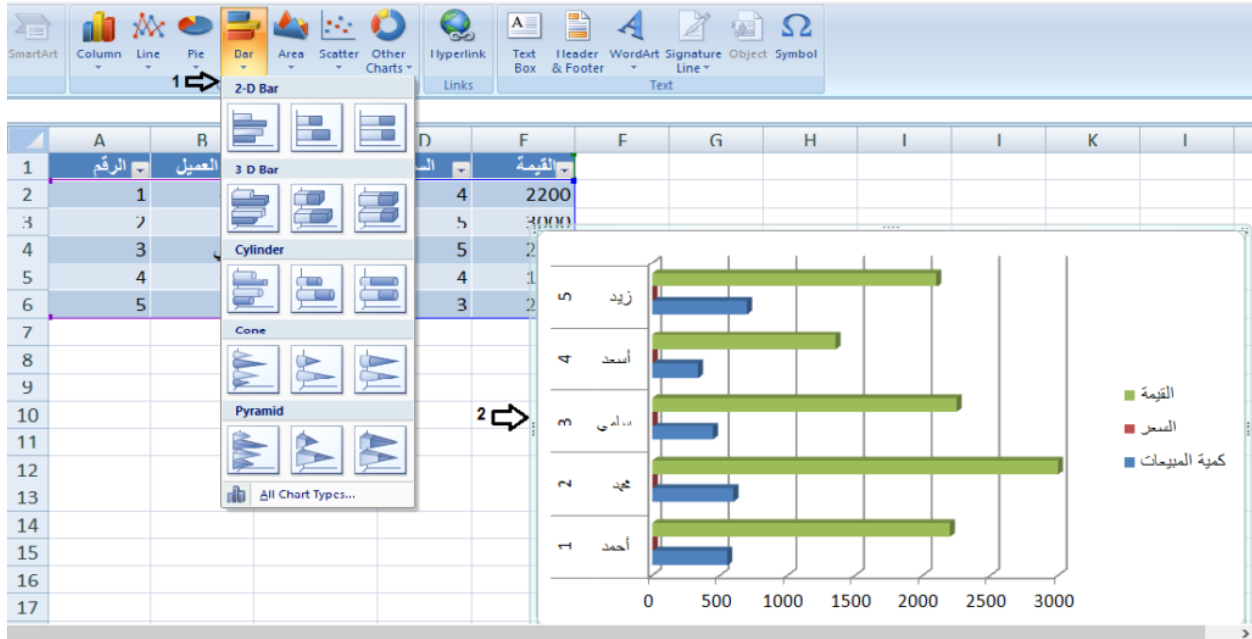 SmartArt Column Line Pie Bar Area Scatter Other Charts Hyperlink Text Box Header & Footer WordArt Signature Line Object Symbol
Links Text
1
2-D Bar
3-D Bar
Cylinder
Cone
Pyramid
All Chart Types...
A B D E F G H I J K
1 الرقم العميل القيمة
2 1 4 2200
3 2 5 3000
4 3 5
5 4 4
6 5 3
7
8
9
10
11
12
13
14
15
16
17
2
5 زيد
4 أسعد
3 سامي
2 محمد
1 أحمد
0 500 1000 1500 2000 2500 3000
القيمة
السعر
كمية المبيعات